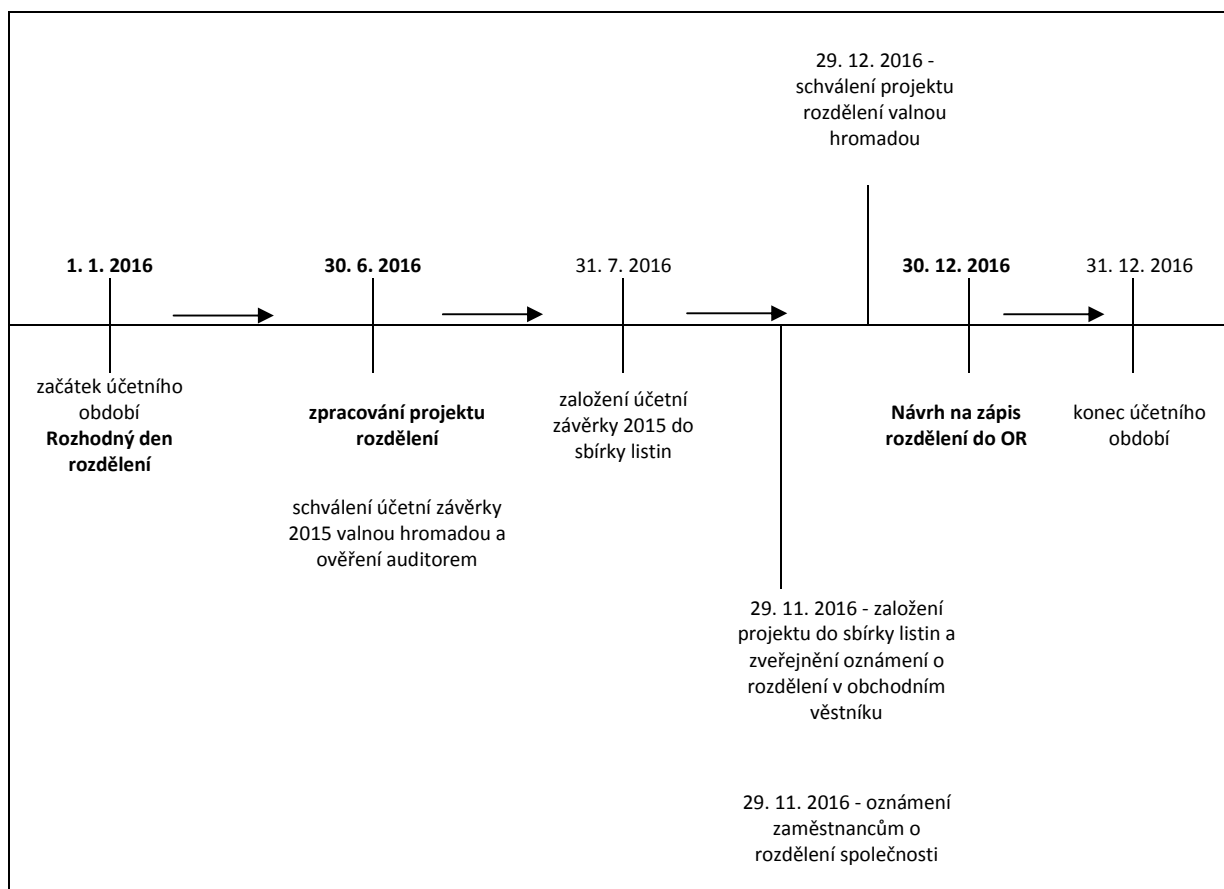 29. 12. 2016 -
schválení projektu
rozdělení valnou
hromadou
1. 1. 2016
30. 6. 2016
31. 7. 2016
30. 12. 2016
31. 12. 2016
začátek účetního
období
Rozhodný den
rozdělení
zpracování projektu
rozdělení
schválení účetní závěrky
2015 valnou hromadou a
ověření auditorem
založení účetní
závěrky 2015 do
sbírky listin
Návrh na zápis
rozdělení do OR
konec účetního
období
29. 11. 2016 - založení
projektu do sbírky listin a
zveřejnění oznámení o
rozdělení v obchodním
věstníku
29. 11. 2016 - oznámení
zaměstnancům o
rozdělení společnosti